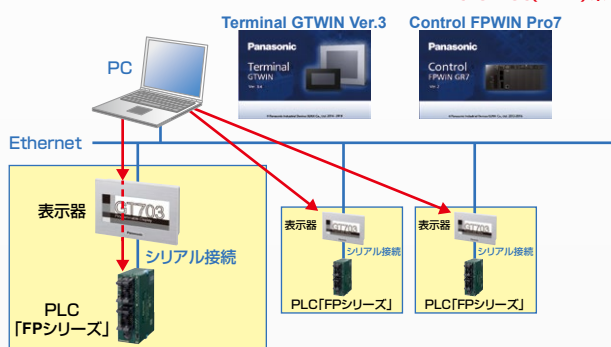 Terminal GTWIN Ver.3
Control FPWIN Pro7
Panasonic
Terminal
GTWIN
Panasonic
Control
FPWIN GR7
PC
Ethernet
表示器
GT703
Panasonic
シリアル接続
PLC
「FPシリーズ」
表示器
GT703
シリアル接続
PLC「FPシリーズ」
表示器
GT703
シリアル接続
PLC「FPシリーズ」